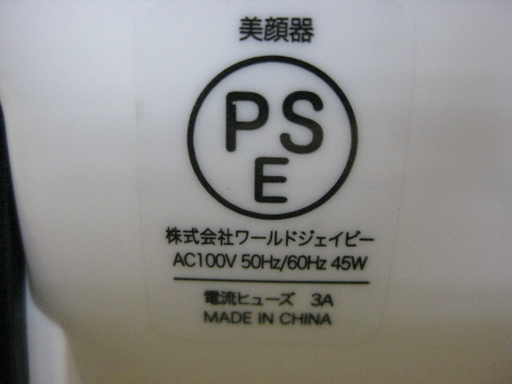 美顔器
PS
E
株式会社ワールドジェイビー
AC100V 50Hz/60Hz 45W
電流ヒューズ 3A
MADE IN CHINA